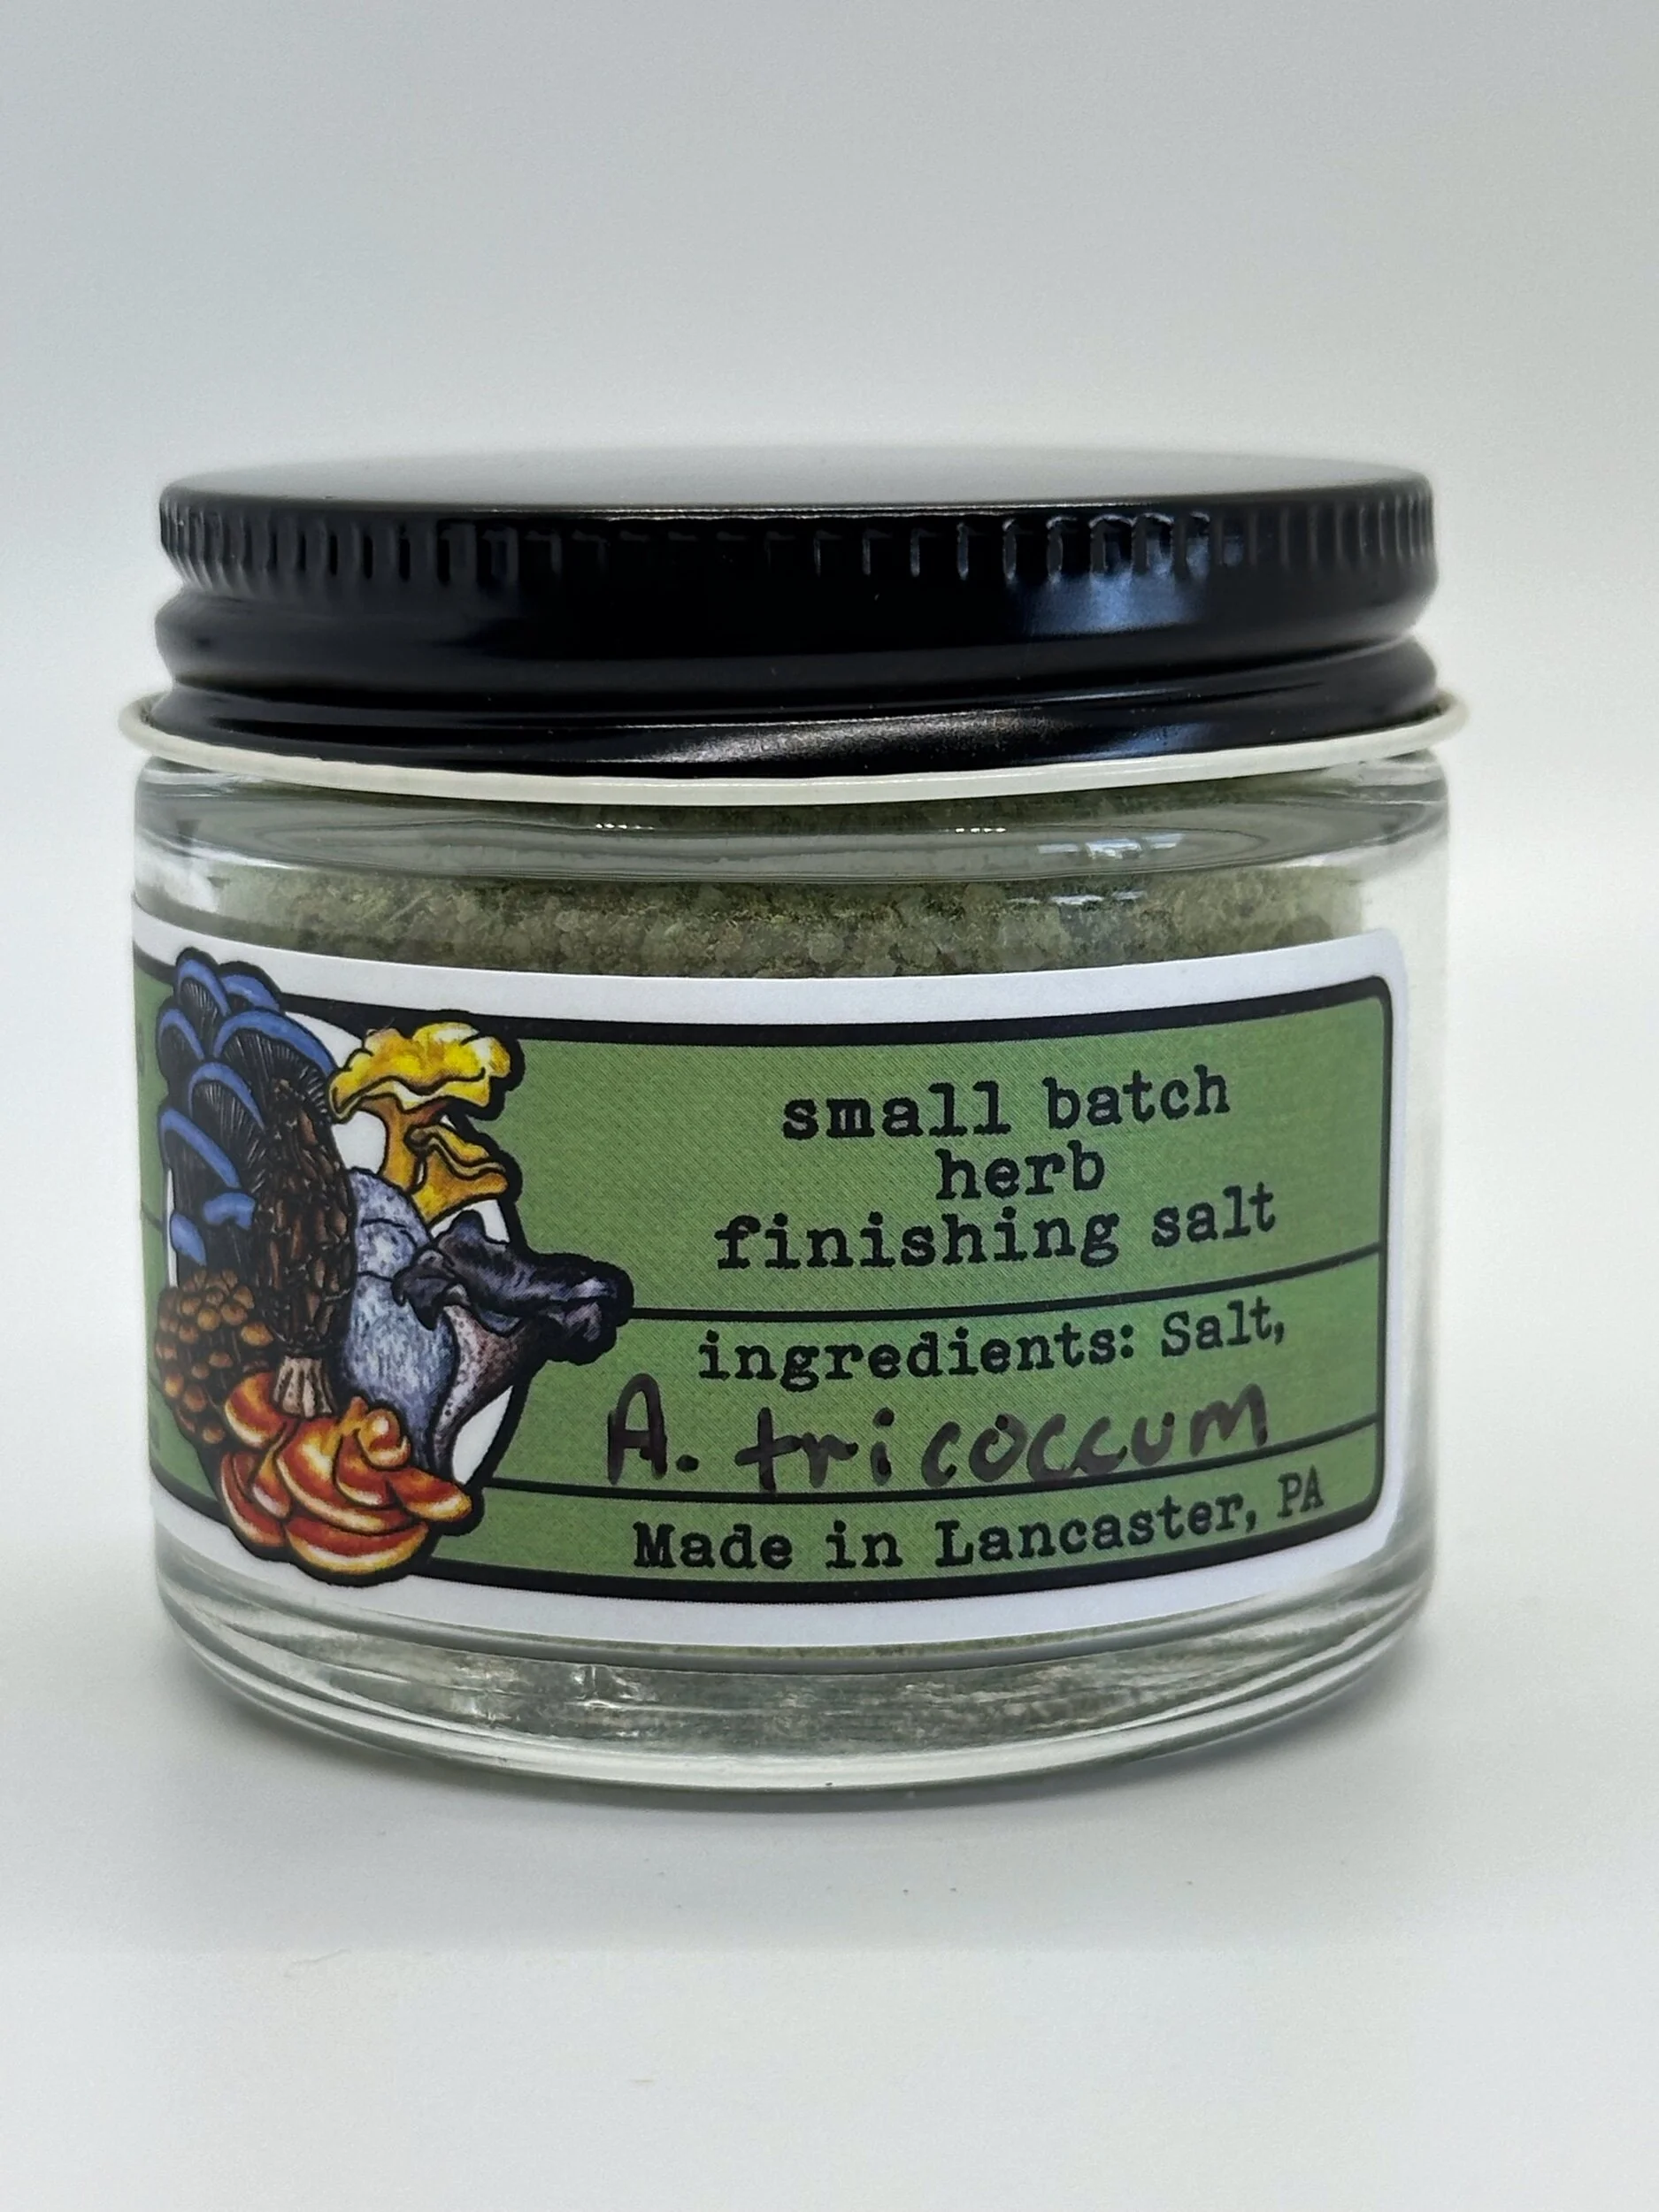 small batch
herb
finishing salt
ingredients: Salt,
A. tricoccum
Made in Lancaster, PA